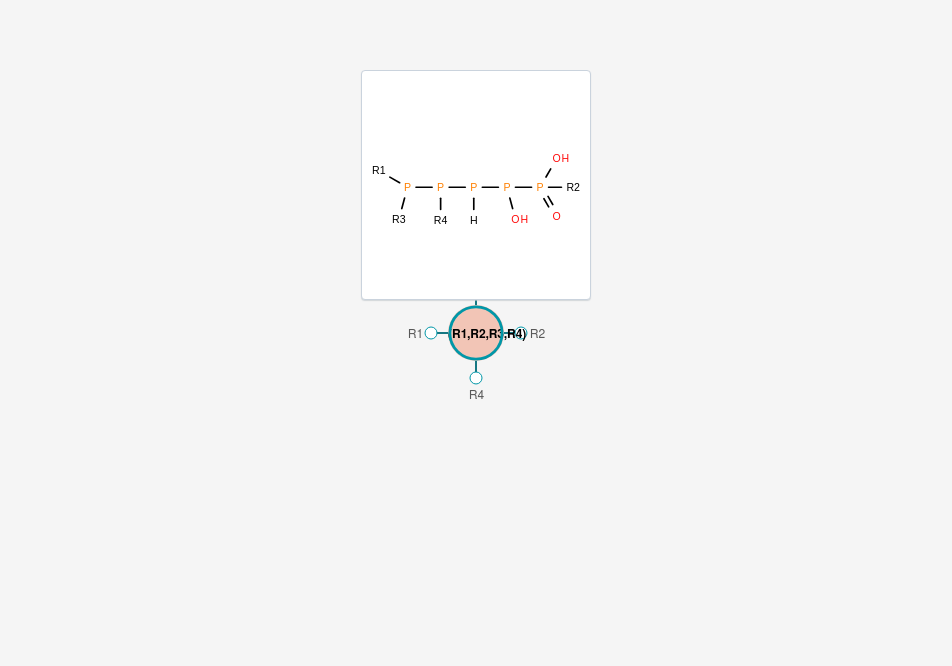 OH
R1
P P P P P R2
R3 R4 H OH O
R1 R1,R2,R3,R4) R2
R4